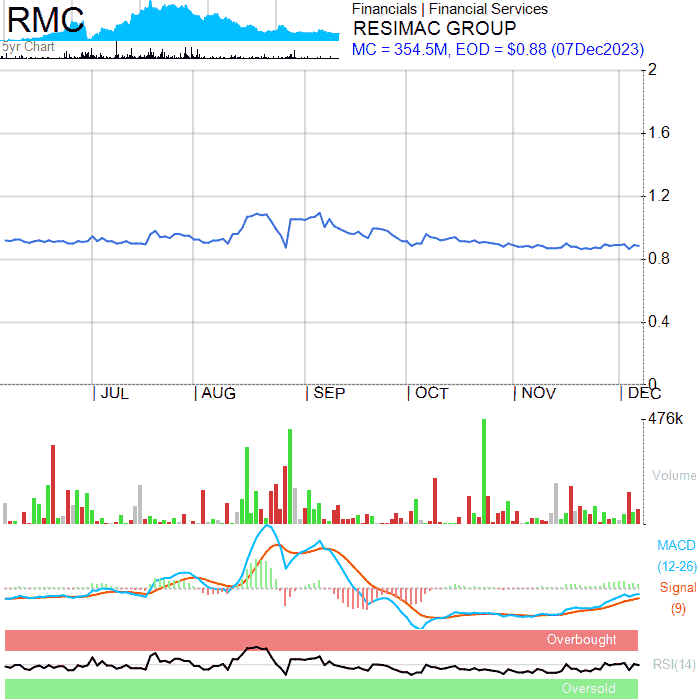 RMC
5yr Chart
Financials | Financial Services
RESIMAC GROUP
MC = 354.5M, EOD = $0.88 (07Dec2023)
2
1.6
1.2
0.8
0.4
0
JUL AUG SEP OCT NOV DEC
476k
Volume
MACD
(12-26)
Signal
(9)
Overbought
RSI(14)
Oversold